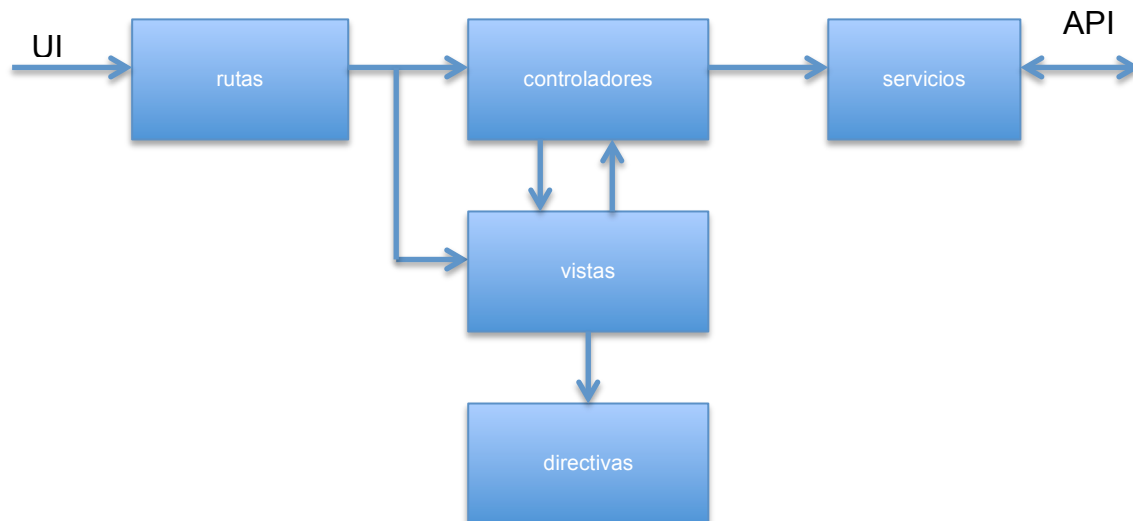 UI
API
rutas
controladores
servicios
vistas
directivas